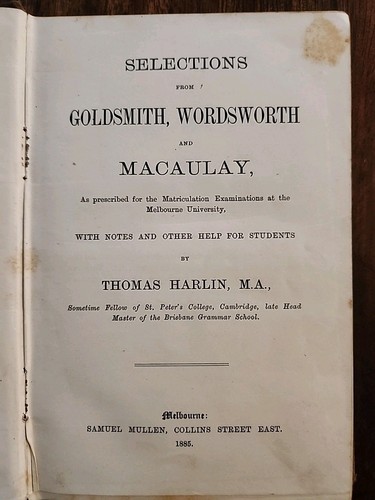 SELECTIONS
FROM
GOLDSMITH, WORDSWORTH
AND
MACAULAY,
As prescribed for the Matriculation Examinations at the
Melbourne University,
WITH NOTES AND OTHER HELP FOR STUDENTS
BY
THOMAS HARLIN, M.A.,
Sometime Fellow of St. Peter's College, Cambridge, late Head
Master of the Brisbane Grammar School.
Melbourne:
SAMUEL MULLEN, COLLINS STREET EAST.
1885.